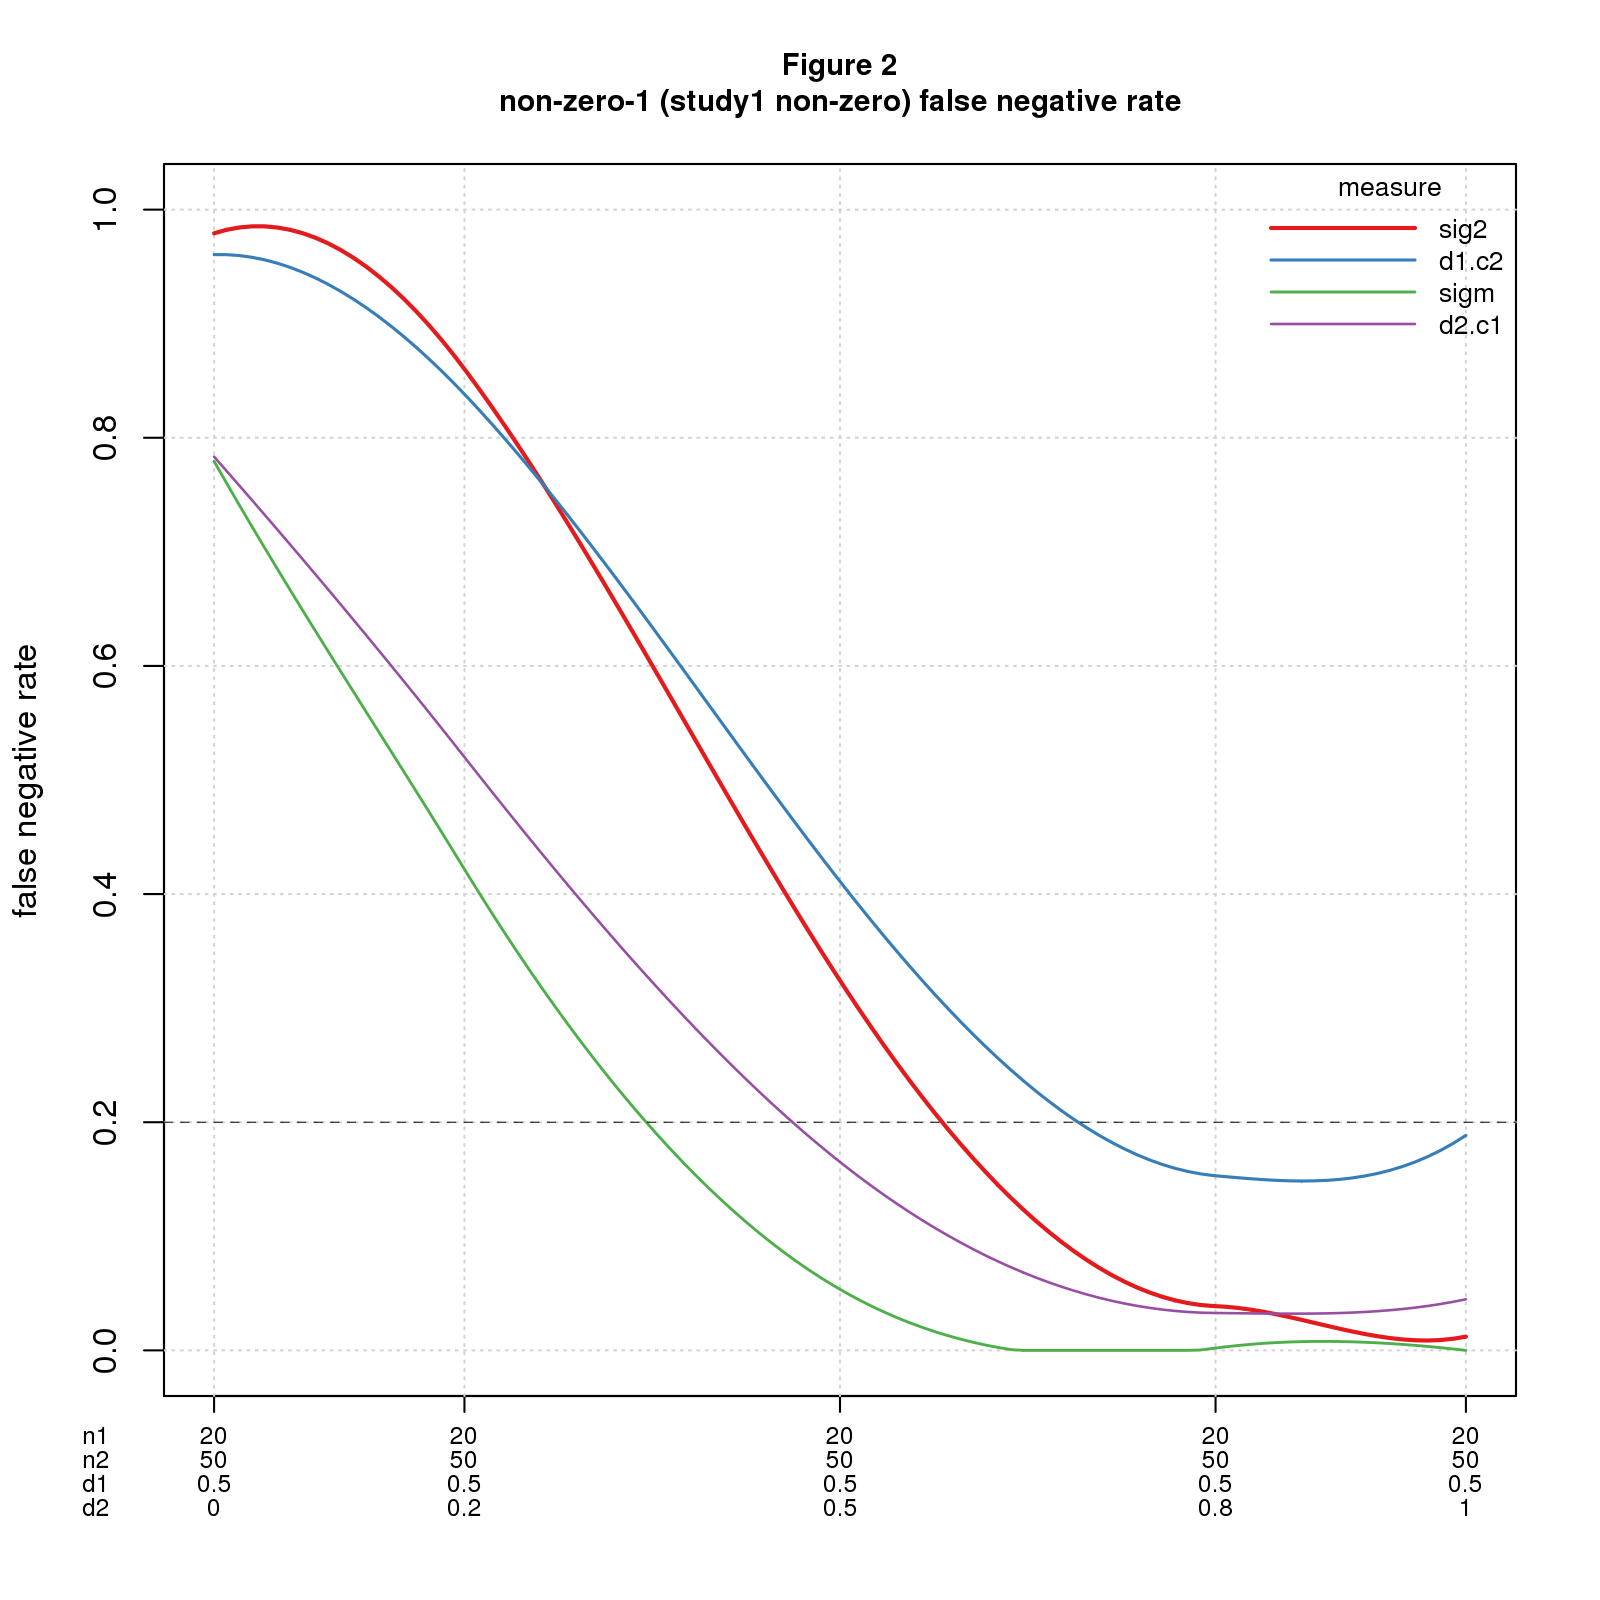 Figure 2
non-zero-1 (study1 non-zero) false negative rate
measure
sig2
d1.c2
sigm
d2.c1
false negative rate
1.0
0.8
0.6
0.4
0.2
0.0
n1 20 20 20 20 20
n2 50 50 50 50 50
d1 0.5 0.5 0.5 0.5 0.5
d2 0 0.2 0.5 0.8 1